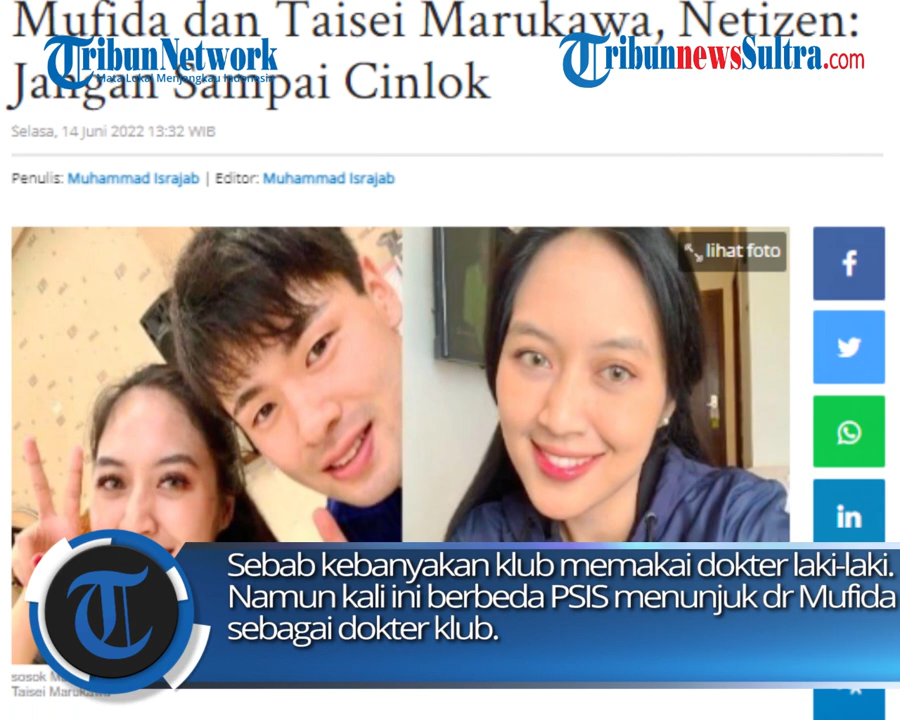 Mufida dan Taisei Marukawa, Netizen:
Jangan Sampai Cinlok
TribunNetwork
Mata Lokal Menjangkau Indonesia
TribunnewsSultra.com
Selasa, 14 Juni 2022 13:32 WIB
Penulis: Muhammad Israjab | Editor: Muhammad Israjab
lihat foto
f
in
Sebab kebanyakan klub memakai dokter laki-laki.
Namun kali ini berbeda PSIS menunjuk dr Mufida
sebagai dokter klub.
T
sosok
Taisei Marukawa